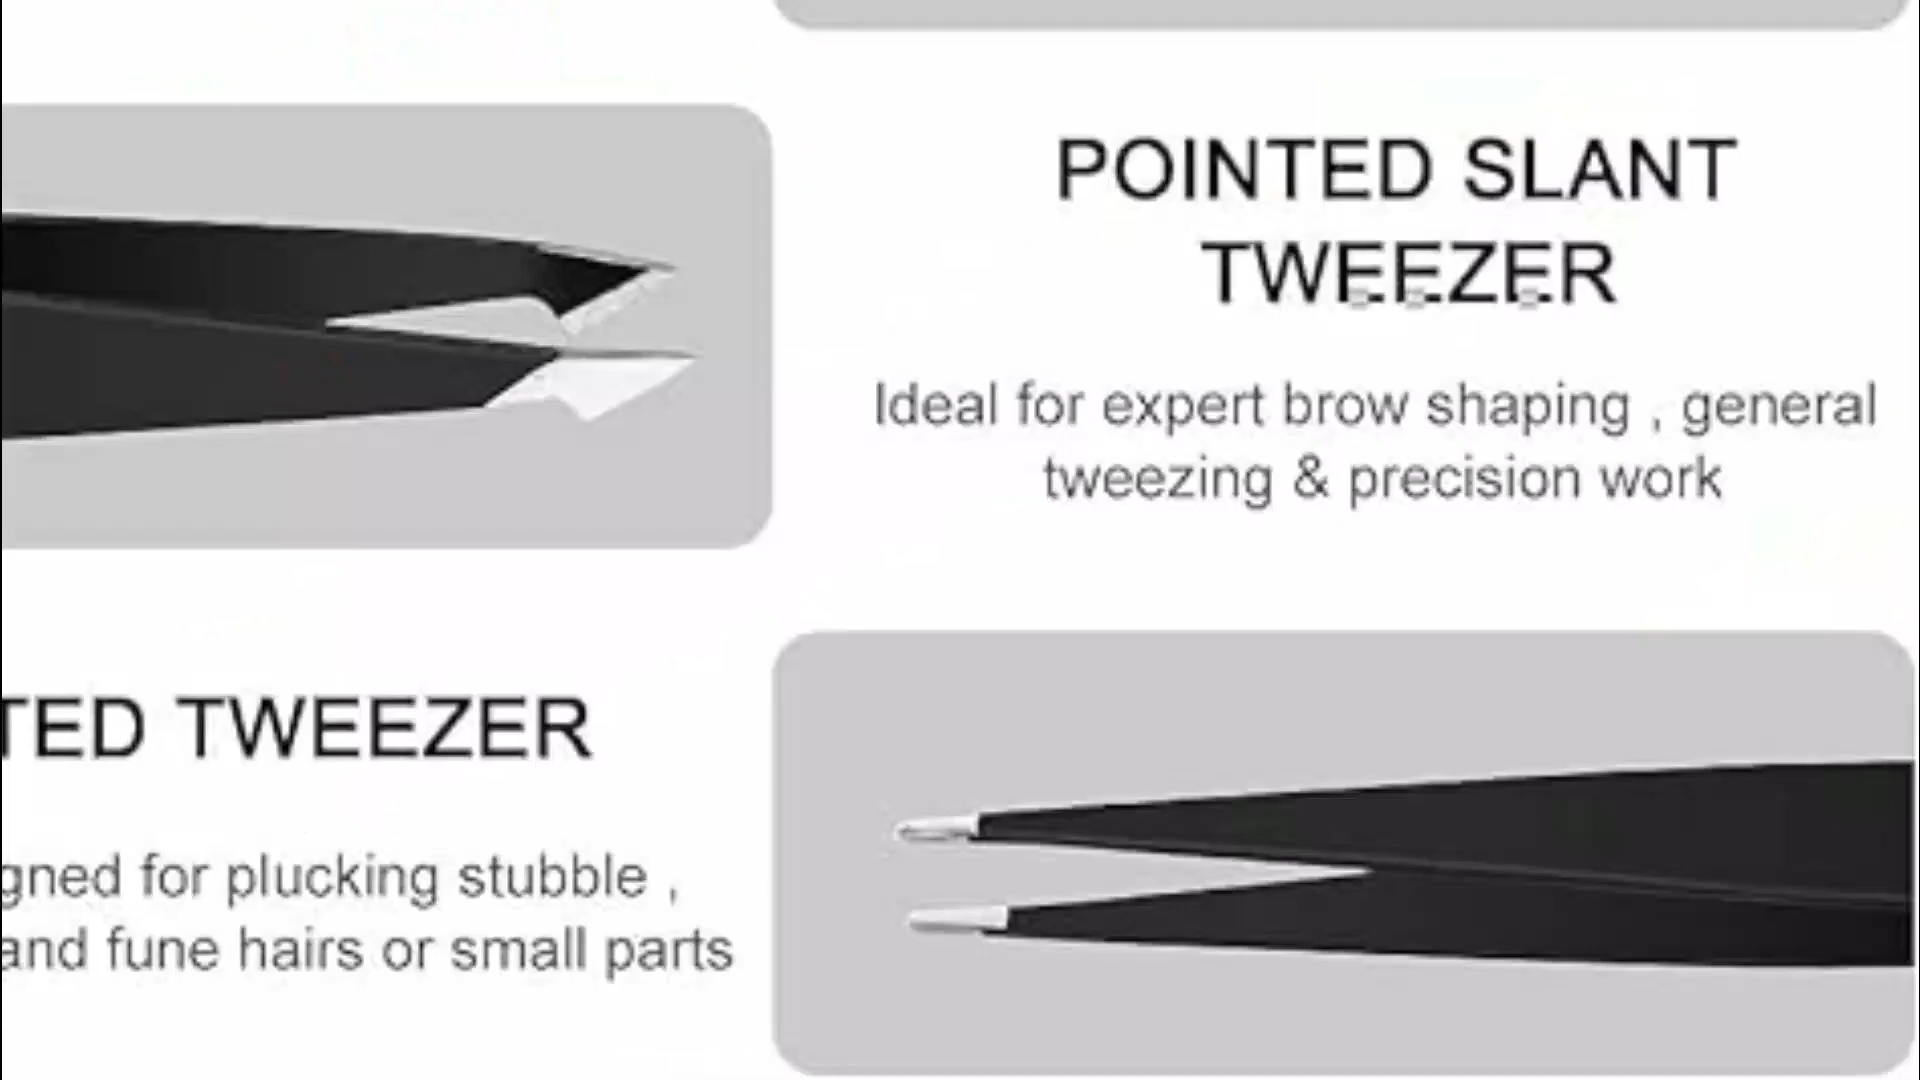 POINTED SLANT
TWEEZER
Ideal for expert brow shaping , general
tweezing & precision work
TED TWEEZER
gned for plucking stubble ,
and fune hairs or small parts